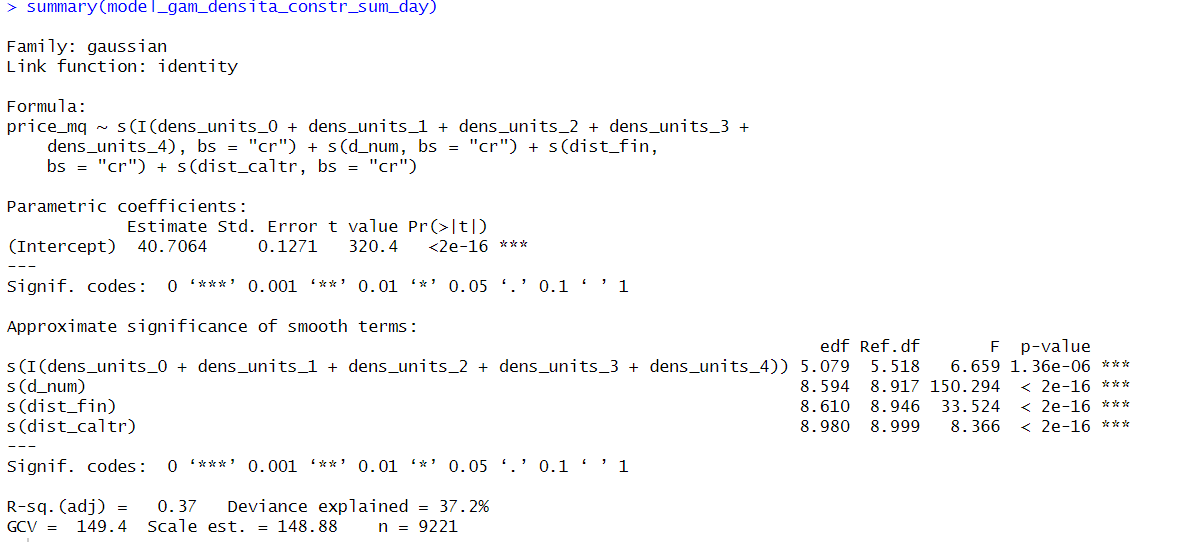 > summary(model_gam_densita_constr_sum_day)
Family: gaussian
Link function: identity
Formula:
price_mq ~ s(I(dens_units_0 + dens_units_1 + dens_units_2 + dens_units_3 +
dens_units_4), bs = "cr") + s(d_num, bs = "cr") + s(dist_fin,
bs = "cr") + s(dist_caltr, bs = "cr")
Parametric coefficients:
Estimate Std. Error t value Pr(>|t|)
(Intercept) 40.7064 0.1271 320.4 <2e-16 ***
---
Signif. codes: 0 ‘***’ 0.001 ‘**’ 0.01 ‘*’ 0.05 ‘.’ 0.1 ‘ ’ 1
Approximate significance of smooth terms:
edf Ref.df F p-value
s(I(dens_units_0 + dens_units_1 + dens_units_2 + dens_units_3 + dens_units_4)) 5.079 5.518 6.659 1.36e-06 ***
s(d_num) 8.594 8.917 150.294 < 2e-16 ***
s(dist_fin) 8.610 8.946 33.524 < 2e-16 ***
s(dist_caltr) 8.980 8.999 8.366 < 2e-16 ***
---
Signif. codes: 0 ‘***’ 0.001 ‘**’ 0.01 ‘*’ 0.05 ‘.’ 0.1 ‘ ’ 1
R-sq.(adj) = 0.37 Deviance explained = 37.2%
GCV = 149.4 Scale est. = 148.88 n = 9221